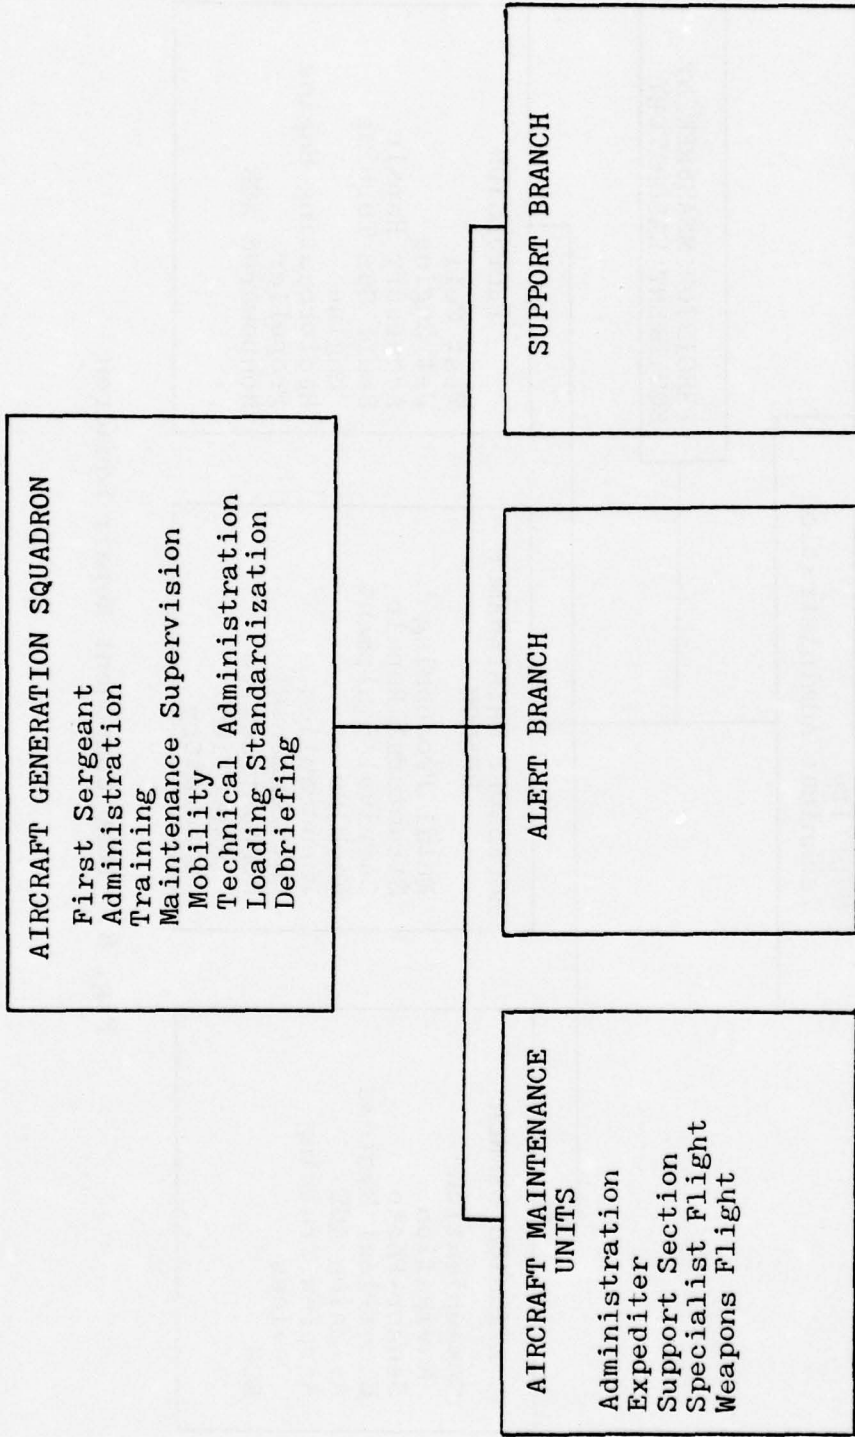 AIRCRAFT GENERATION SQUADRON
First Sergeant
Administration
Training
Maintenance Supervision
Mobility
Technical Administration
Loading Standardization
Debriefing
AIRCRAFT MAINTENANCE
UNITS
Administration
Expediter
Support Section
Specialist Flight
Weapons Flight
ALERT BRANCH
SUPPORT BRANCH